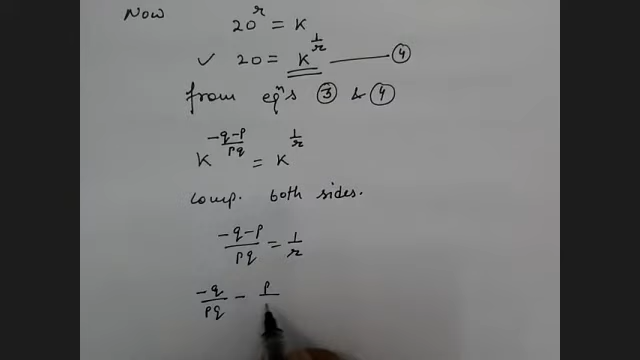 Now
20^r = K
✓ 20 = K^(1/r) — ④
from eqⁿs ③ & ④
K^((-q-p)/pq) = K^(1/r)
comp. both sides.
(-q-p)/pq = 1/r
-q/pq - p/